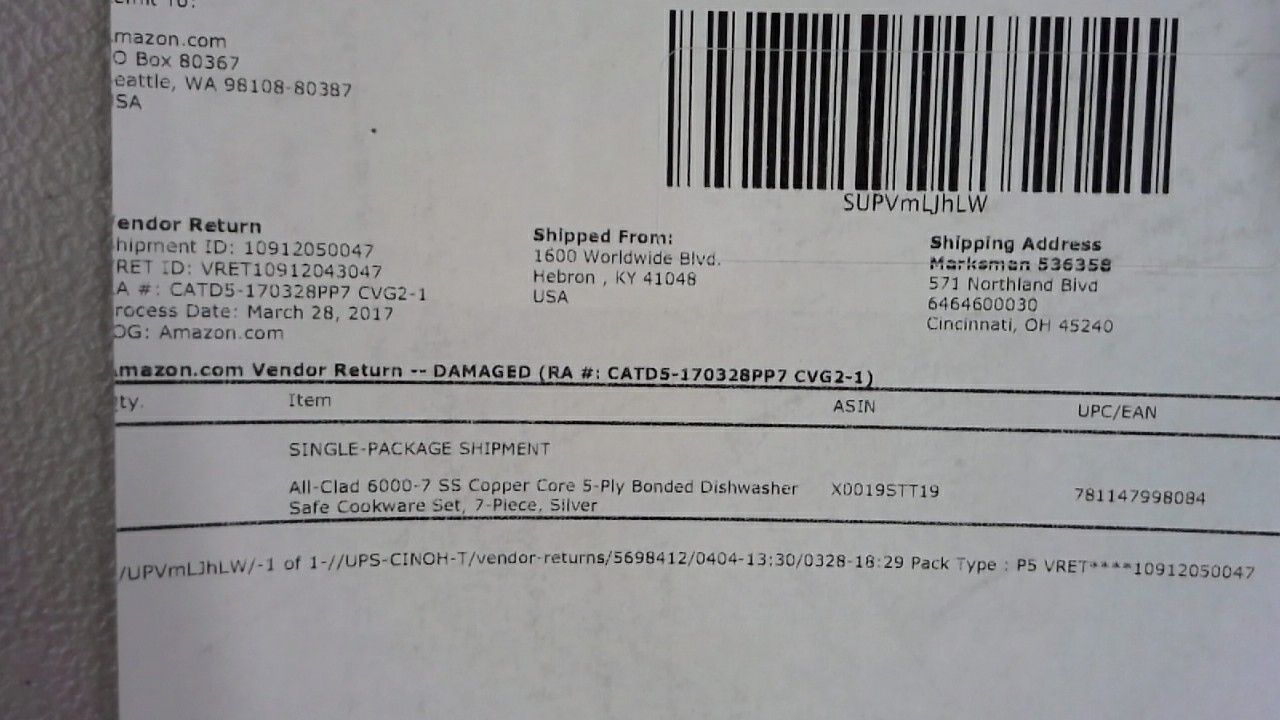 emit To:
mazon.com
O Box 80367
eattle, WA 98108-80387
SA
SUPVmLJhLW
endor Return
hipment ID: 10912050047
RET ID: VRET10912043047
A #: CATD5-170328PP7 CVG2-1
rocess Date: March 28, 2017
OG: Amazon.com
Shipped From:
1600 Worldwide Blvd.
Hebron , KY 41048
USA
Shipping Address
Marksman 536358
571 Northland Blvd
6464600030
Cincinnati, OH 45240
mazon.com Vendor Return -- DAMAGED (RA #: CATD5-170328PP7 CVG2-1)
ty. Item ASIN UPC/EAN
SINGLE-PACKAGE SHIPMENT
All-Clad 6000-7 SS Copper Core 5-Ply Bonded Dishwasher X0019STT19 781147998084
Safe Cookware Set, 7-Piece, Silver
/UPVmLJhLW/-1 of 1-//UPS-CINOH-T/vendor-returns/5698412/0404-13:30/0328-18:29 Pack Type : P5 VRET****10912050047